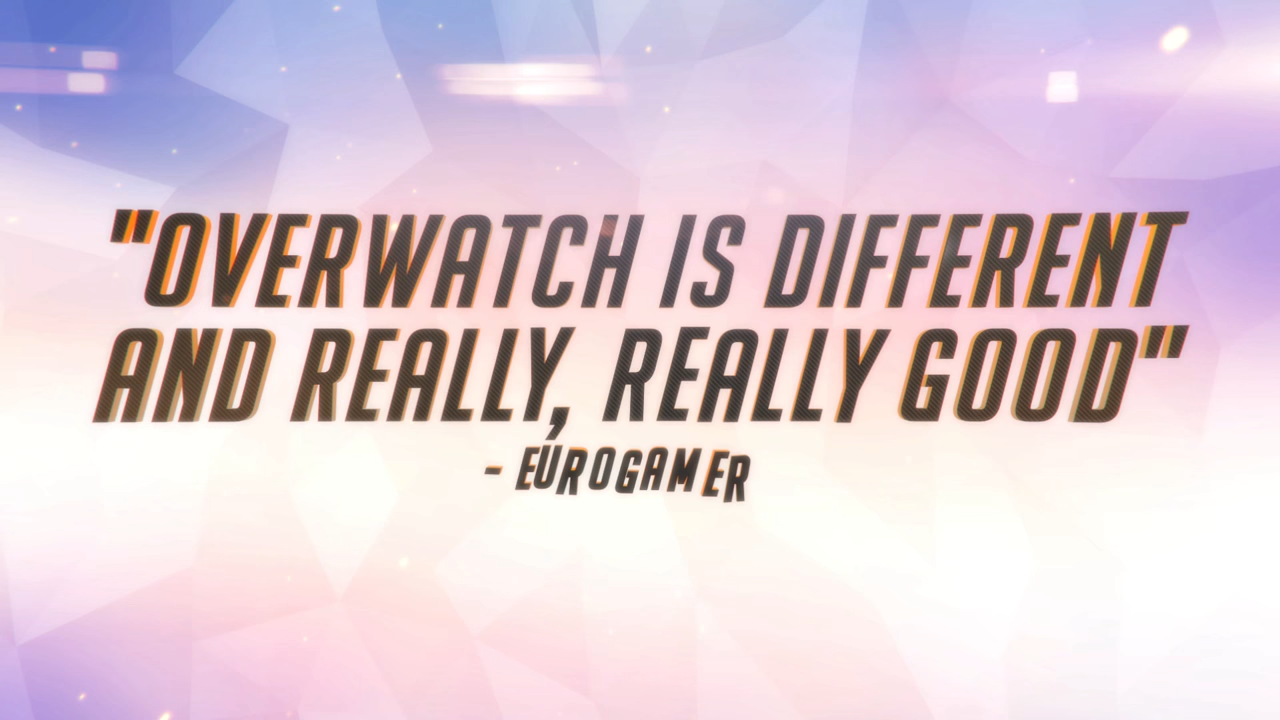 "OVERWATCH IS DIFFERENT
AND REALLY, REALLY GOOD"
- EUROGAMER